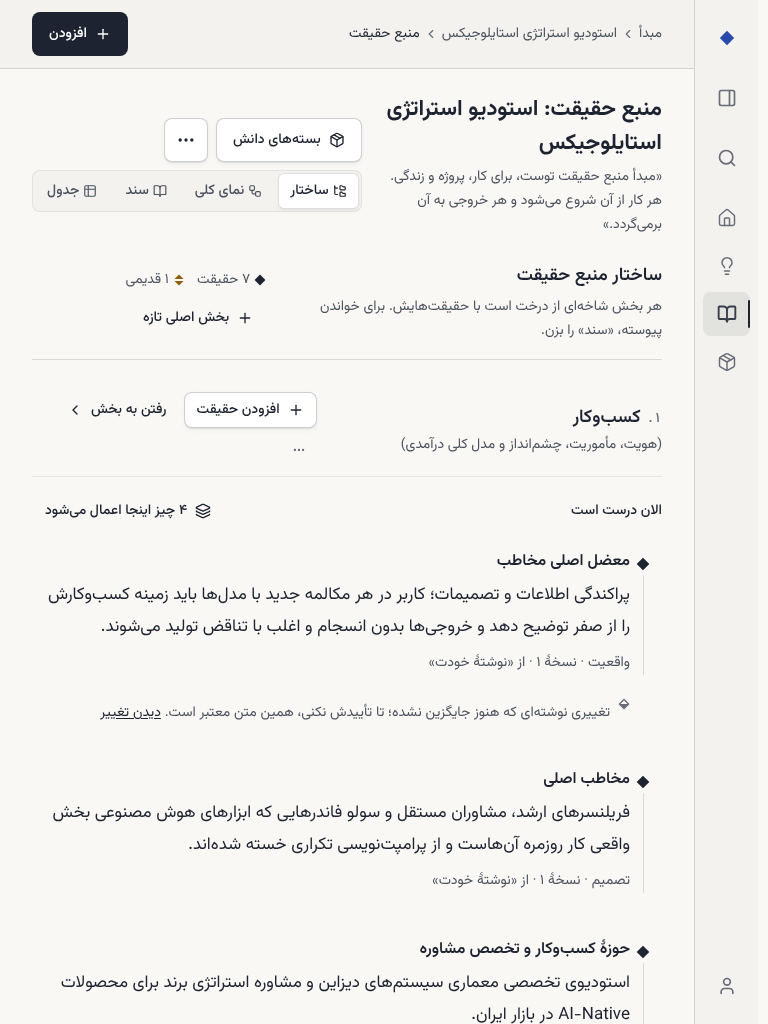 مبدأ › استودیو استراتژی استایلوجیکس › منبع حقیقت
افزودن
منبع حقیقت: استودیو استراتژی
استایلوجیکس
بسته‌های دانش
«مبدأ منبع حقیقت توست، برای کار، پروژه و زندگی.
هر کار از آن شروع می‌شود و هر خروجی به آن
برمی‌گردد.»
ساختار
نمای کلی
سند
جدول
ساختار منبع حقیقت
۷ حقیقت
۱ قدیمی
هر بخش شاخه‌ای از درخت است با حقیقت‌هایش. برای خواندن
پیوسته، «سند» را بزن.
بخش اصلی تازه
۱. کسب‌وکار
افزودن حقیقت
رفتن به بخش
(هویت، مأموریت، چشم‌انداز و مدل کلی درآمدی)
...
الان درست است
۴ چیز اینجا اعمال می‌شود
معضل اصلی مخاطب
پراکندگی اطلاعات و تصمیمات؛ کاربر در هر مکالمه جدید با مدل‌ها باید زمینه کسب‌وکارش
را از صفر توضیح دهد و خروجی‌ها بدون انسجام و اغلب با تناقض تولید می‌شوند.
واقعیت · نسخهٔ ۱ · از «نوشتهٔ خودت»
تغییری نوشته‌ای که هنوز جایگزین نشده؛ تا تأییدش نکنی، همین متن معتبر است. دیدن تغییر
مخاطب اصلی
فریلنسرهای ارشد، مشاوران مستقل و سولو فاندرهایی که ابزارهای هوش مصنوعی بخش
واقعی کار روزمره آن‌هاست و از پرامپت‌نویسی تکراری خسته شده‌اند.
تصمیم · نسخهٔ ۱ · از «نوشتهٔ خودت»
حوزهٔ کسب‌وکار و تخصص مشاوره
استودیوی تخصصی معماری سیستم‌های دیزاین و مشاوره استراتژی برند برای محصولات
AI-Native در بازار ایران.